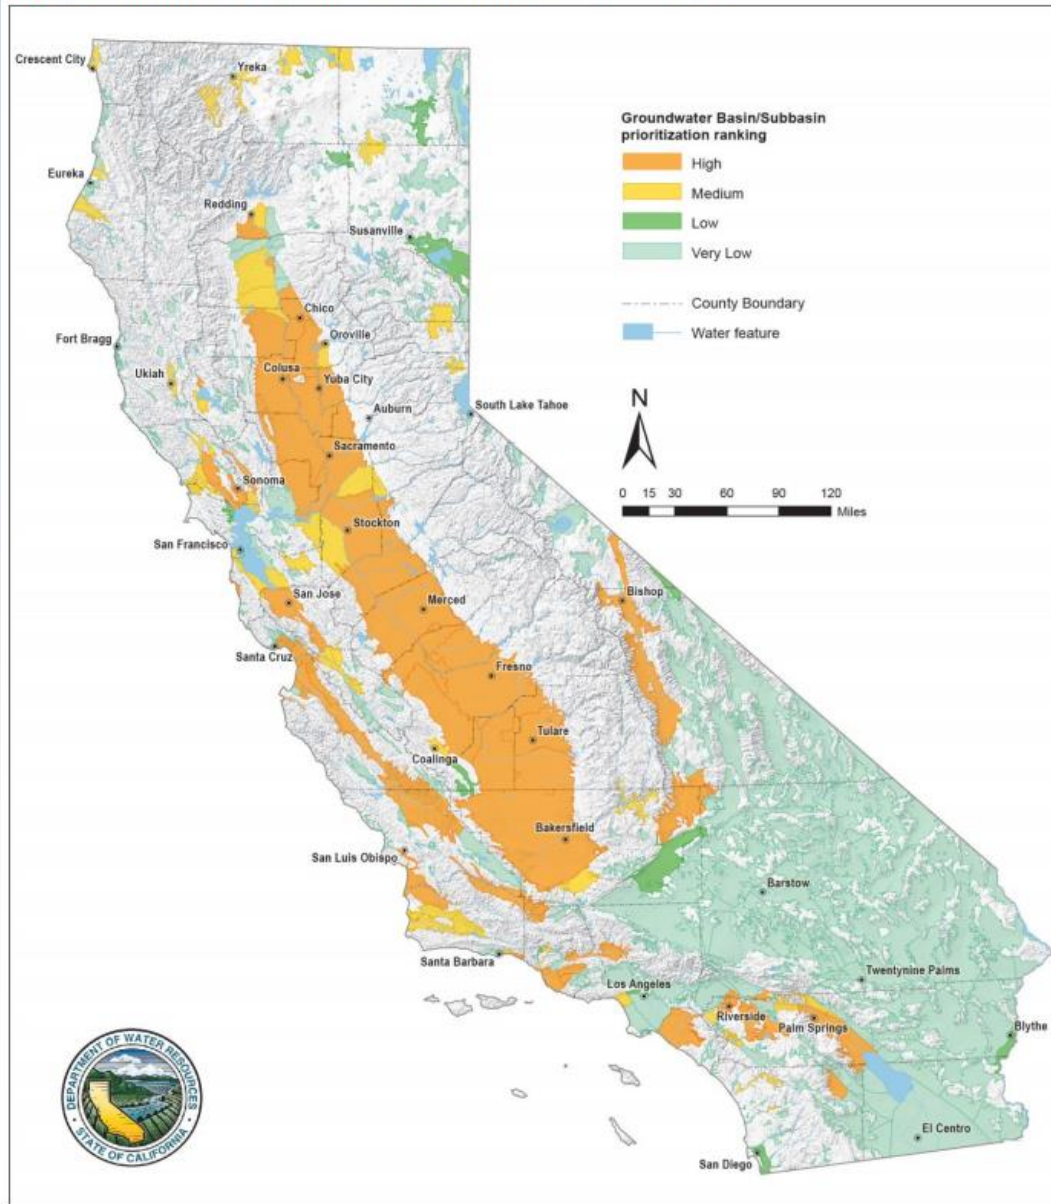 Crescent City
Yreka
Groundwater Basin/Subbasin
prioritization ranking
High
Medium
Low
Very Low
County Boundary
Water feature
Eureka
Redding
Susanville
Chico
Oroville
Fort Bragg
Colusa
Ukiah
Yuba City
Auburn
South Lake Tahoe
N
Sacramento
Sonoma
0 15 30 60 90 120
Miles
Stockton
San Francisco
Bishop
San Jose
Merced
Santa Cruz
Fresno
Tulare
Coalinga
Bakersfield
San Luis Obispo
Barstow
Santa Barbara
Twentynine Palms
Los Angeles
Riverside
Palm Springs
Blythe
DEPARTMENT OF WATER RESOURCES
STATE OF CALIFORNIA
El Centro
San Diego